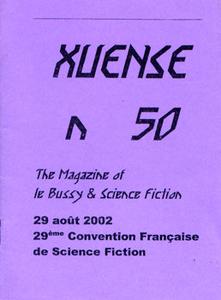 XUENSE
n 50
The Magazine of
le Bussy & Science Fiction
29 août 2002
29ème Convention Française
de Science Fiction